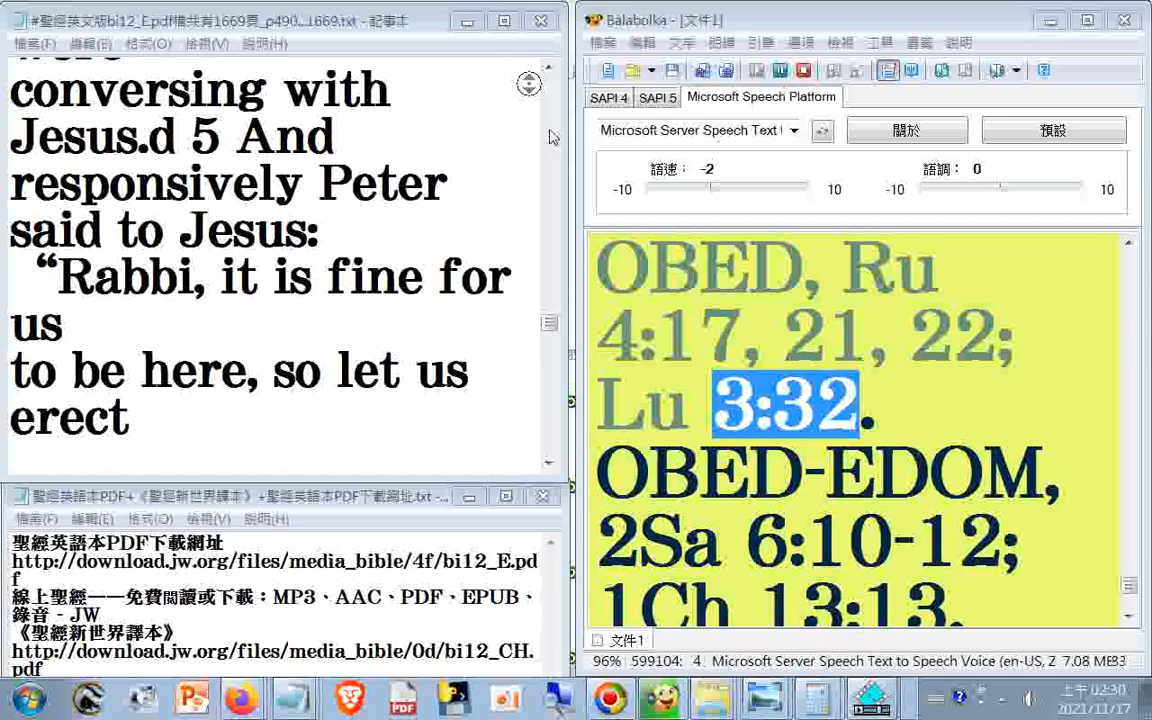 #聖經英文版bi12_E.pdf檔共有1669頁_p490...1669.txt - 記事本
檔案(F) 編輯(E) 格式(O) 檢視(V) 說明(H)
conversing with
Jesus.d 5 And
responsively Peter
said to Jesus:
“Rabbi, it is fine for
us
to be here, so let us
erect
聖經英語本PDF+《聖經新世界譯本》+聖經英語本PDF下載網址.txt - ...
檔案(F) 編輯(E) 格式(O) 檢視(V) 說明(H)
聖經英語本PDF下載網址
http://download.jw.org/files/media_bible/4f/bi12_E.pd
f
線上聖經——免費閱讀或下載：MP3、AAC、PDF、EPUB、
錄音 - JW
《聖經新世界譯本》
http://download.jw.org/files/media_bible/0d/bi12_CH.
pdf
Balabolka - [文件1]
檔案 編輯 文字 朗讀 引擎 選項 檢視 工具 書籤 說明
SAPI 4 SAPI 5 Microsoft Speech Platform
Microsoft Server Speech Text 關於 預設
語速： -2 語調： 0
-10 10 -10 10
OBED, Ru
4:17, 21, 22;
Lu 3:32.
OBED-EDOM,
2Sa 6:10-12;
1Ch 13:13.
文件1
96% 599104: 4 Microsoft Server Speech Text to Speech Voice (en-US, Z 7.08 MB
PDF
上午 02:30
2021/11/17